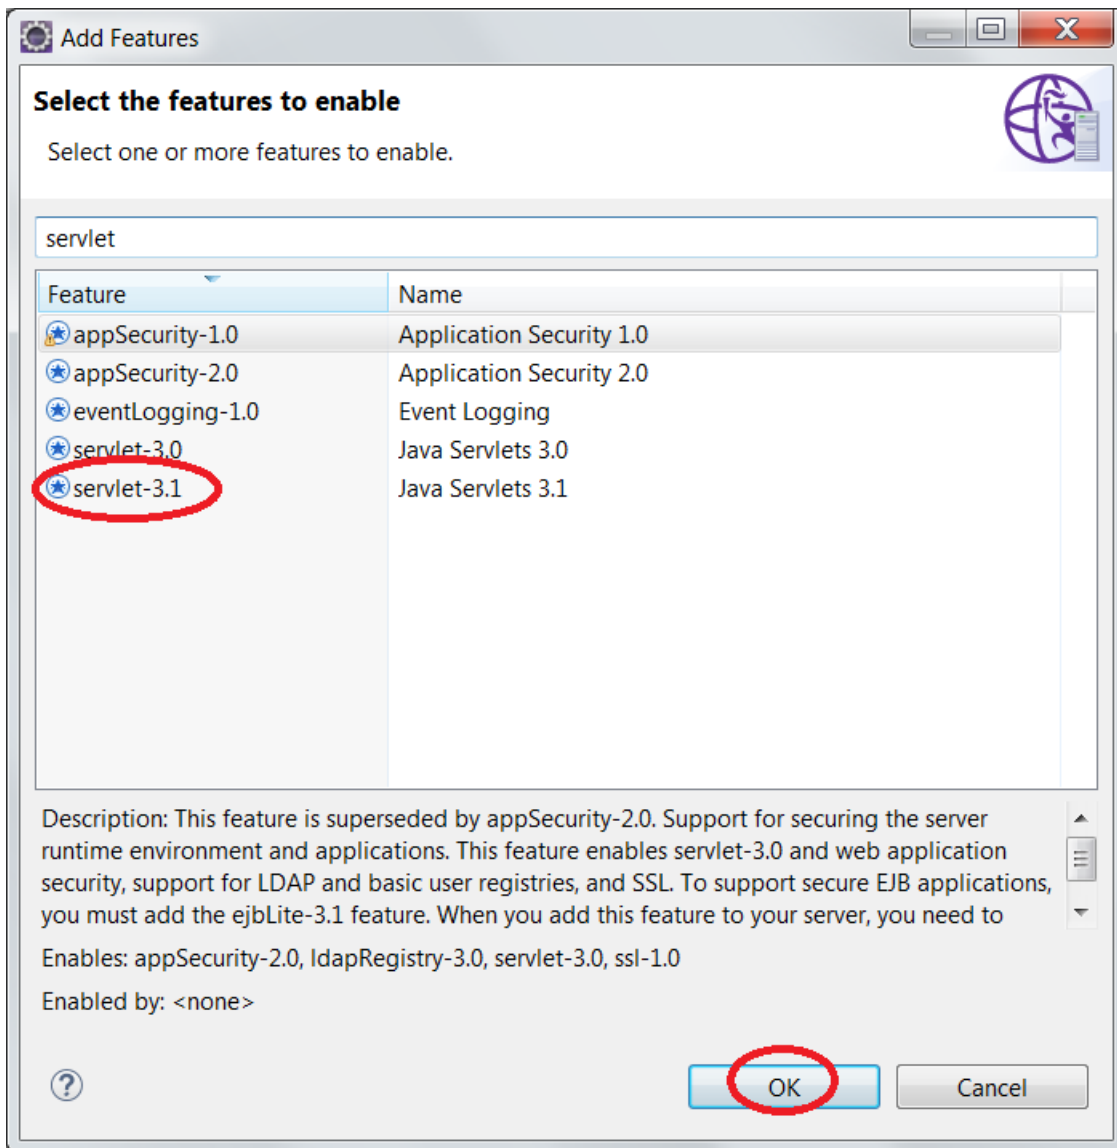 Add Features
Select the features to enable
Select one or more features to enable.
servlet
Feature Name
appSecurity-1.0 Application Security 1.0
appSecurity-2.0 Application Security 2.0
eventLogging-1.0 Event Logging
servlet-3.0 Java Servlets 3.0
servlet-3.1 Java Servlets 3.1
Description: This feature is superseded by appSecurity-2.0. Support for securing the server
runtime environment and applications. This feature enables servlet-3.0 and web application
security, support for LDAP and basic user registries, and SSL. To support secure EJB applications,
you must add the ejbLite-3.1 feature. When you add this feature to your server, you need to
Enables: appSecurity-2.0, ldapRegistry-3.0, servlet-3.0, ssl-1.0
Enabled by: <none>
? OK Cancel